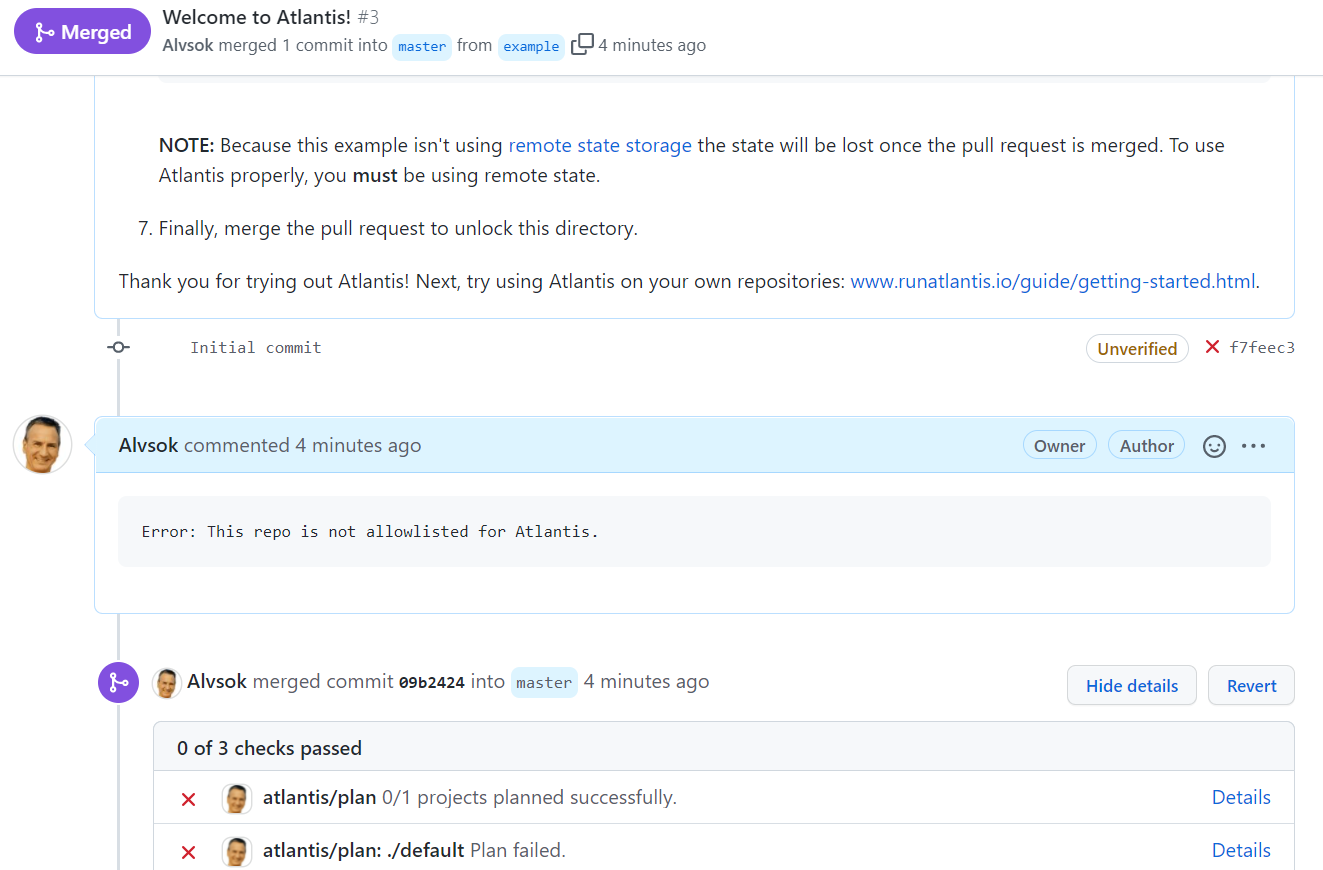 Merged
Welcome to Atlantis! #3
Alvsok merged 1 commit into master from example 4 minutes ago
NOTE: Because this example isn't using remote state storage the state will be lost once the pull request is merged. To use
Atlantis properly, you must be using remote state.
7. Finally, merge the pull request to unlock this directory.
Thank you for trying out Atlantis! Next, try using Atlantis on your own repositories: www.runatlantis.io/guide/getting-started.html.
Initial commit Unverified f7feec3
Alvsok commented 4 minutes ago Owner Author
Error: This repo is not allowlisted for Atlantis.
Alvsok merged commit 09b2424 into master 4 minutes ago Hide details Revert
0 of 3 checks passed
atlantis/plan 0/1 projects planned successfully. Details
atlantis/plan: ./default Plan failed. Details